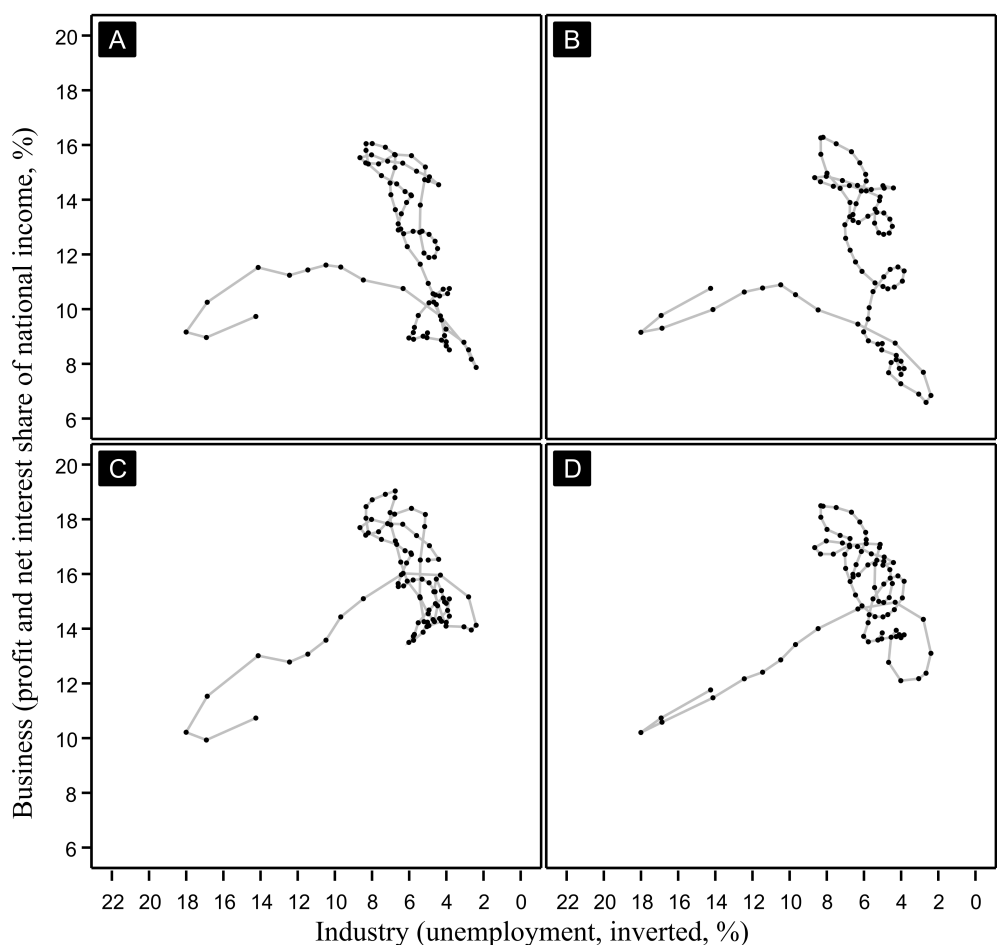 A
B
20
18
16
14
12
10
8
6
C
D
20
18
16
14
12
10
8
6
22 20 18 16 14 12 10 8 6 4 2 0
22 20 18 16 14 12 10 8 6 4 2 0
Business (profit and net interest share of national income, %)
Industry (unemployment, inverted, %)